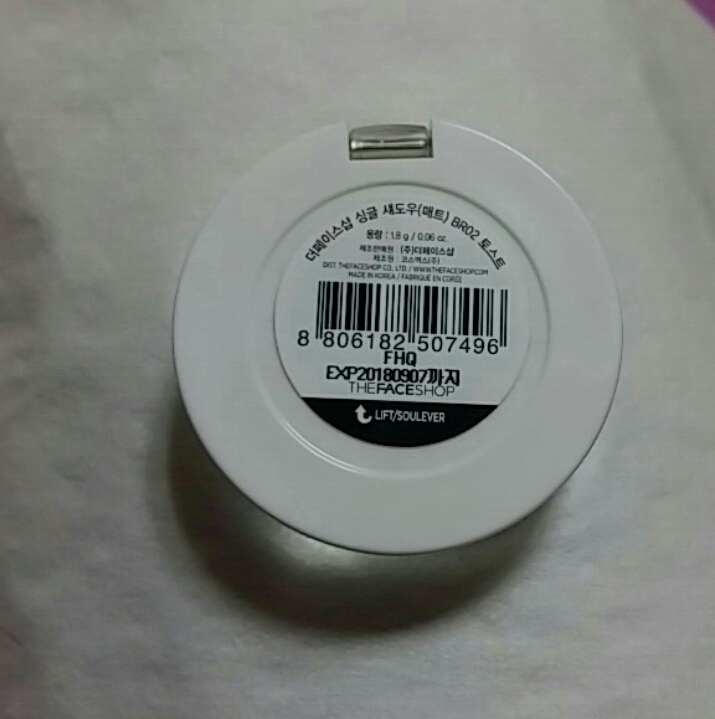 더페이스샵 싱글 섀도우(매트) BR02 토스트
용량 : 1.8 g / 0.06 oz.
제조판매원 : (주)더페이스샵
제조원 : 코스맥스(주)
DIST. THEFACESHOP CO., LTD. / WWW.THEFACESHOP.COM
MADE IN KOREA / FABRIQUÉ EN CORÉE
8 806182 507496
FHQ
EXP20180907까지
THEFACESHOP
LIFT/SOULEVER